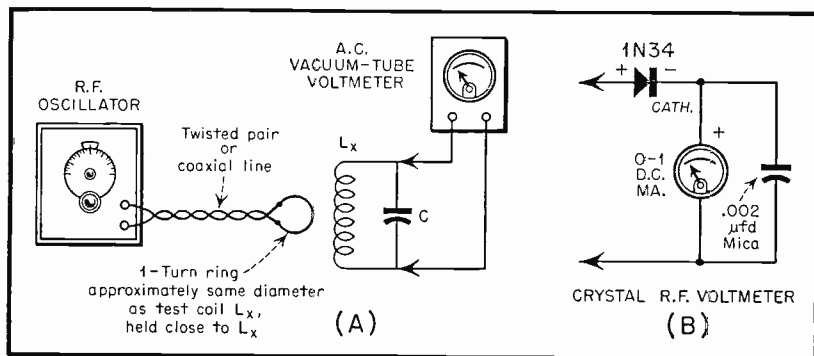 R.F.
OSCILLATOR
Twisted pair
or
coaxial line
1-Turn ring
approximately same diameter
as test coil Lx,
held close to Lx
A.C.
VACUUM-TUBE
VOLTMETER
Lx
C
(A)
1N34
+ -
CATH.
+
0-1
D.C.
MA.
.002
µfd
Mica
CRYSTAL R.F. VOLTMETER
(B)